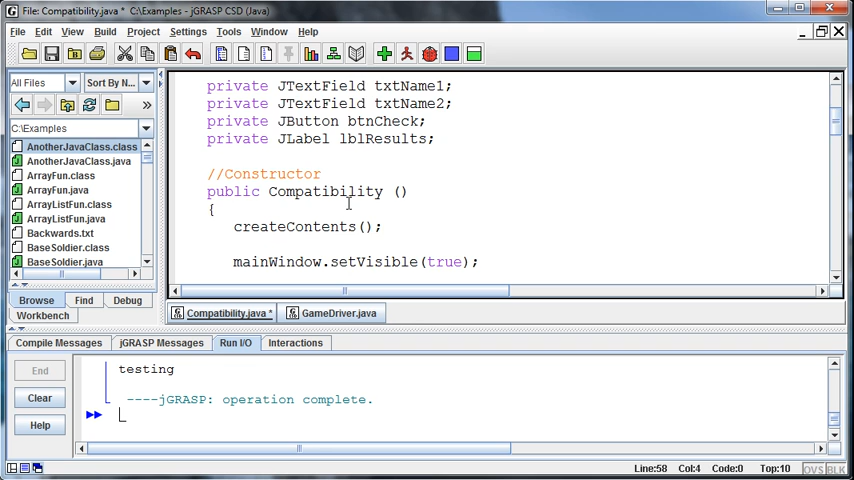 File: Compatibility.java *  C:\Examples - jGRASP CSD (Java)
File Edit View Build Project Settings Tools Window Help
All Files Sort By N...
C:\Examples
AnotherJavaClass.class
AnotherJavaClass.java
ArrayFun.class
ArrayFun.java
ArrayListFun.class
ArrayListFun.java
Backwards.txt
BaseSoldier.class
BaseSoldier.java
Browse Find Debug
Workbench
private JTextField txtName1;
private JTextField txtName2;
private JButton btnCheck;
private JLabel lblResults;
//Constructor
public Compatibility ()
{
createContents();
mainWindow.setVisible(true);
Compatibility.java * GameDriver.java
Compile Messages jGRASP Messages Run I/O Interactions
End
Clear
Help
testing
----jGRASP: operation complete.
Line:58 Col:4 Code:0 Top:10 OVS BLK